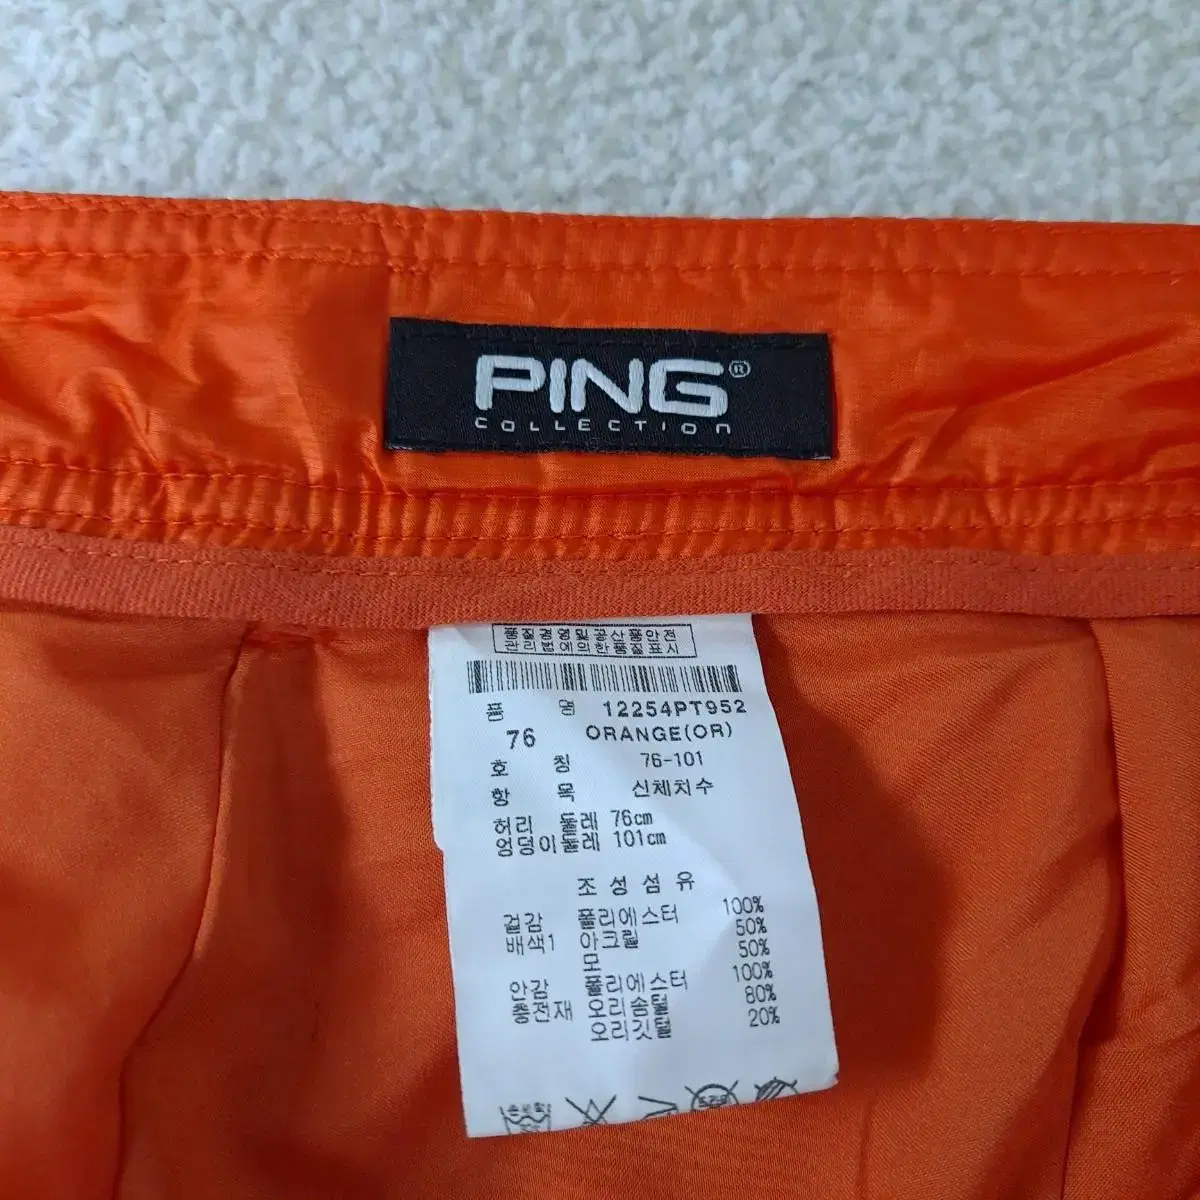 PING®
COLLECTION
품질경영및공산품안전
관리법에의한품질표시
품 명 12254PT952
76 ORANGE(OR)
호 칭 76-101
항 목 신체치수
허리 둘레 76cm
엉덩이둘레 101cm
조성섬유
겉감 폴리에스터 100%
배색1 아크릴 50%
모 50%
안감 폴리에스터 100%
충전재 오리솜털 80%
오리깃털 20%